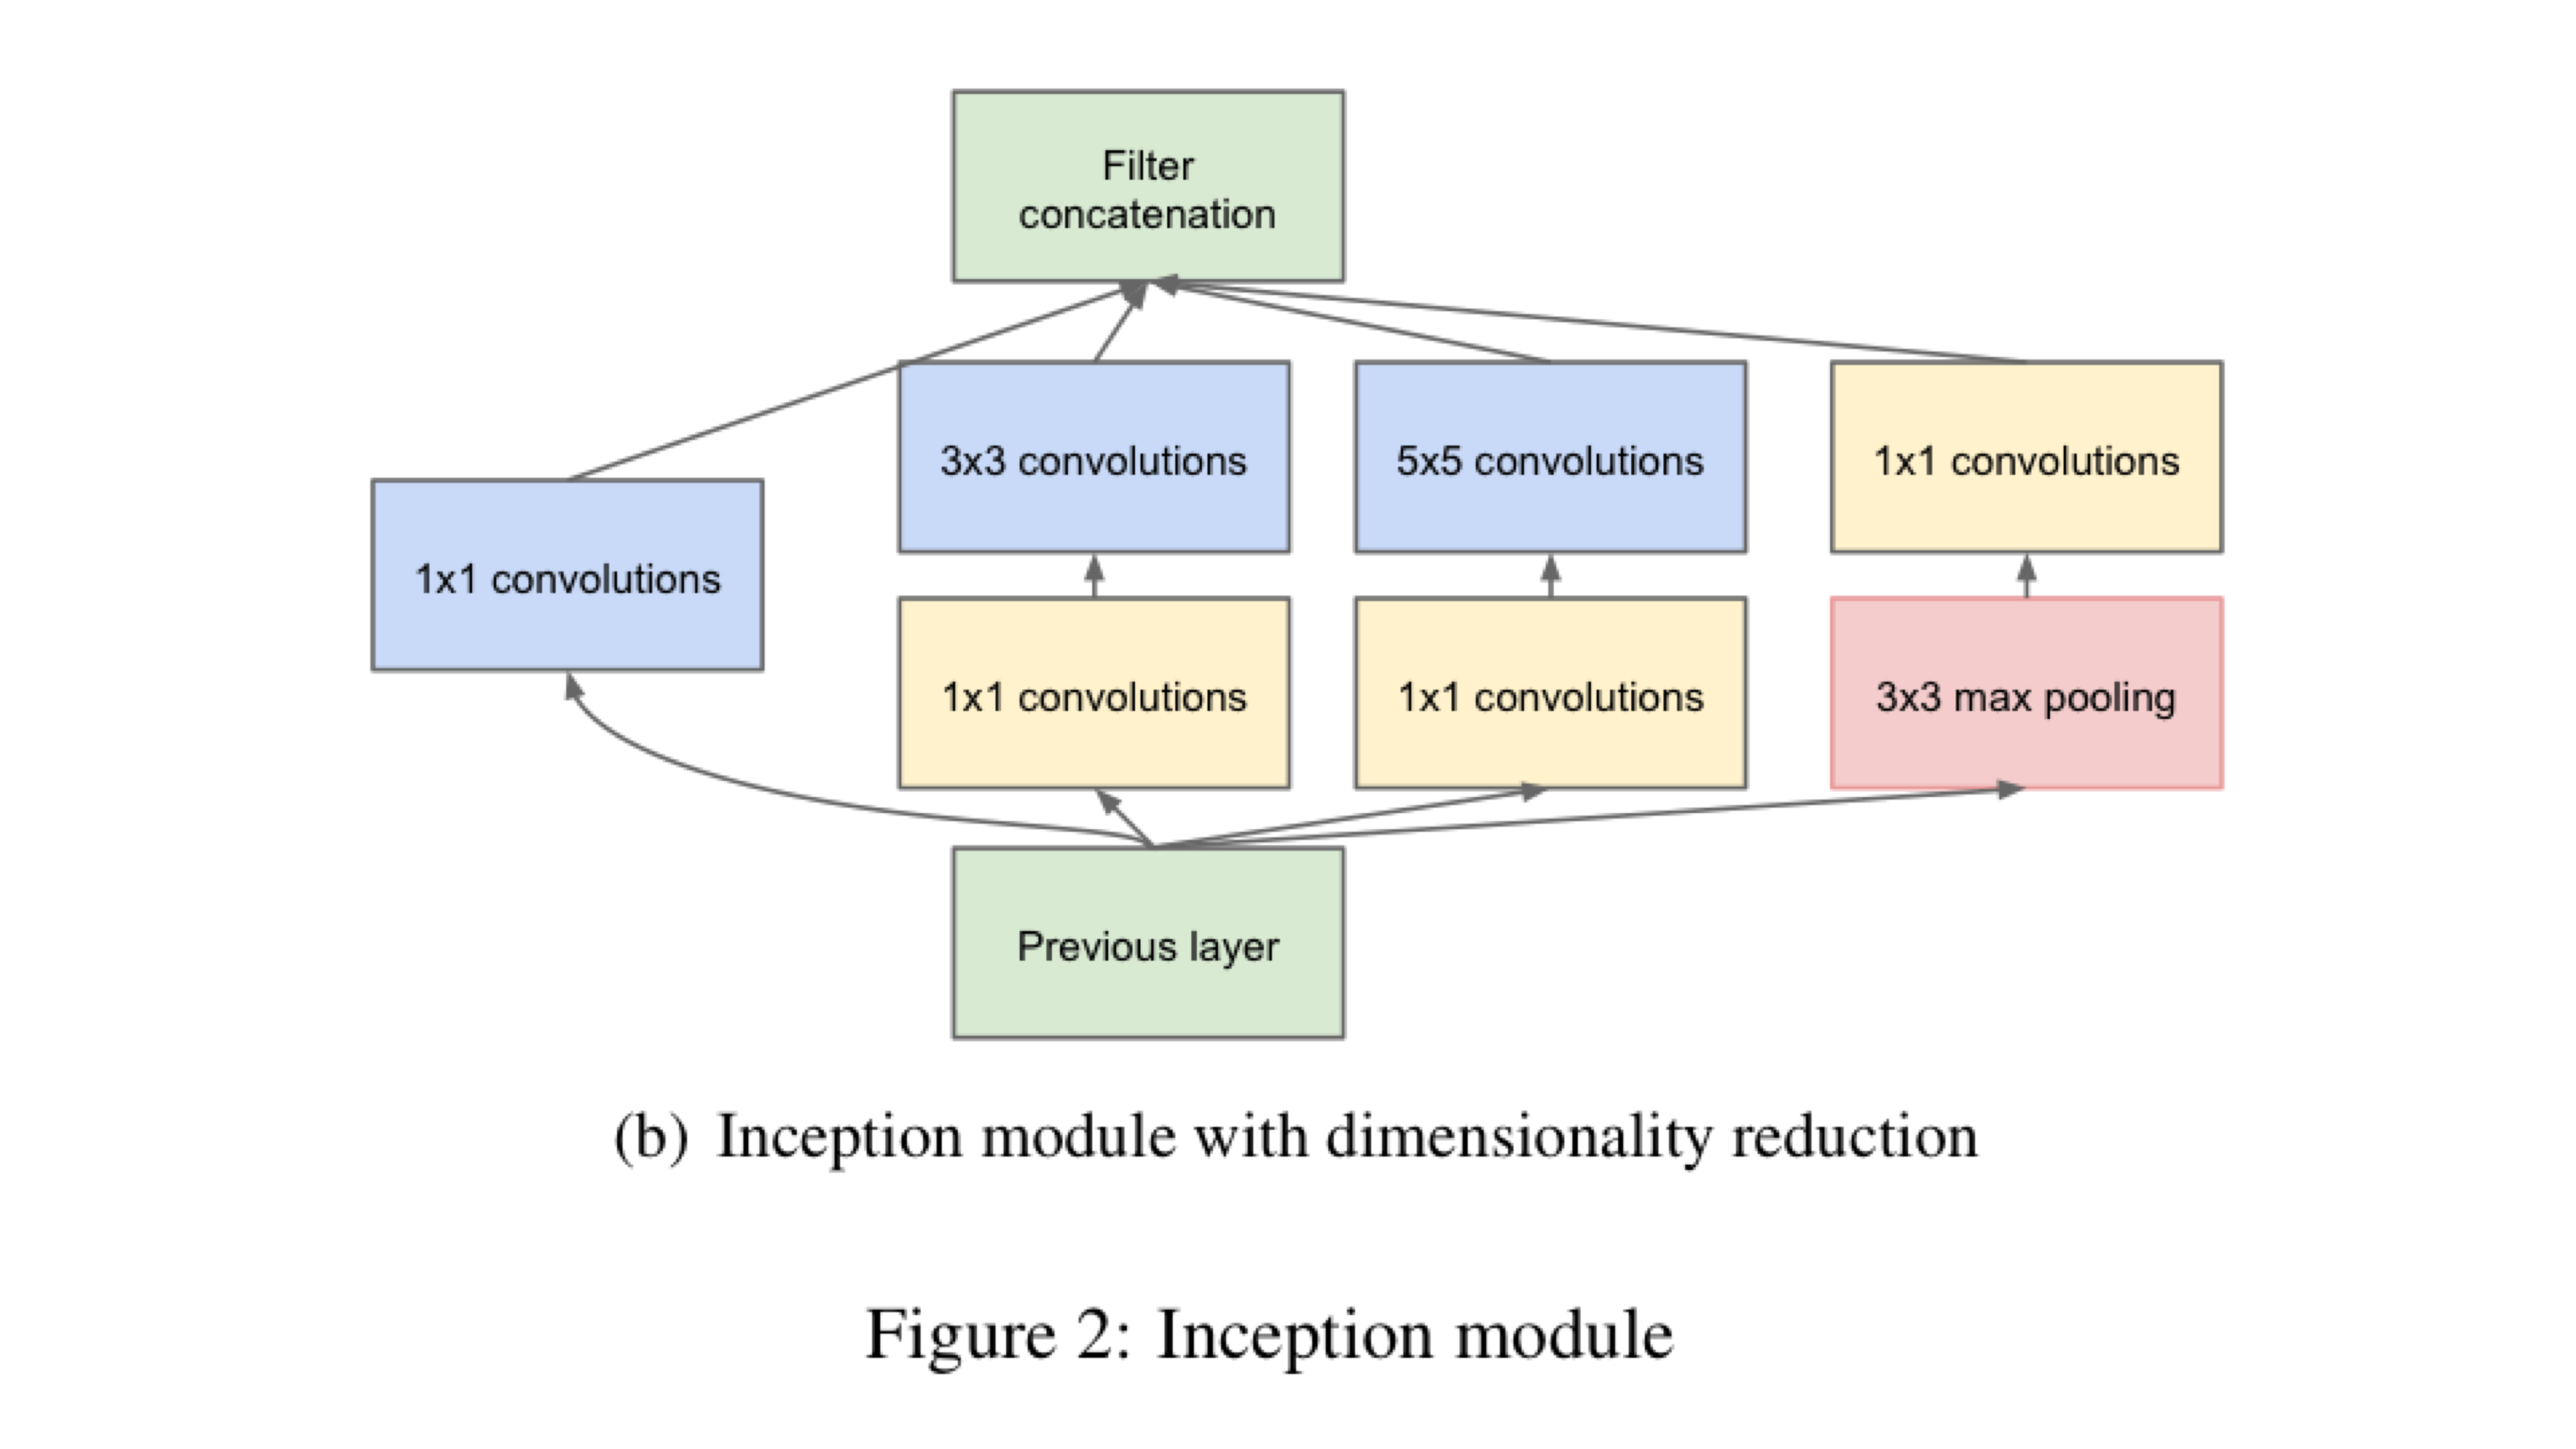 Filter
concatenation
3x3 convolutions
5x5 convolutions
1x1 convolutions
1x1 convolutions
1x1 convolutions
1x1 convolutions
3x3 max pooling
Previous layer
(b) Inception module with dimensionality reduction
Figure 2: Inception module